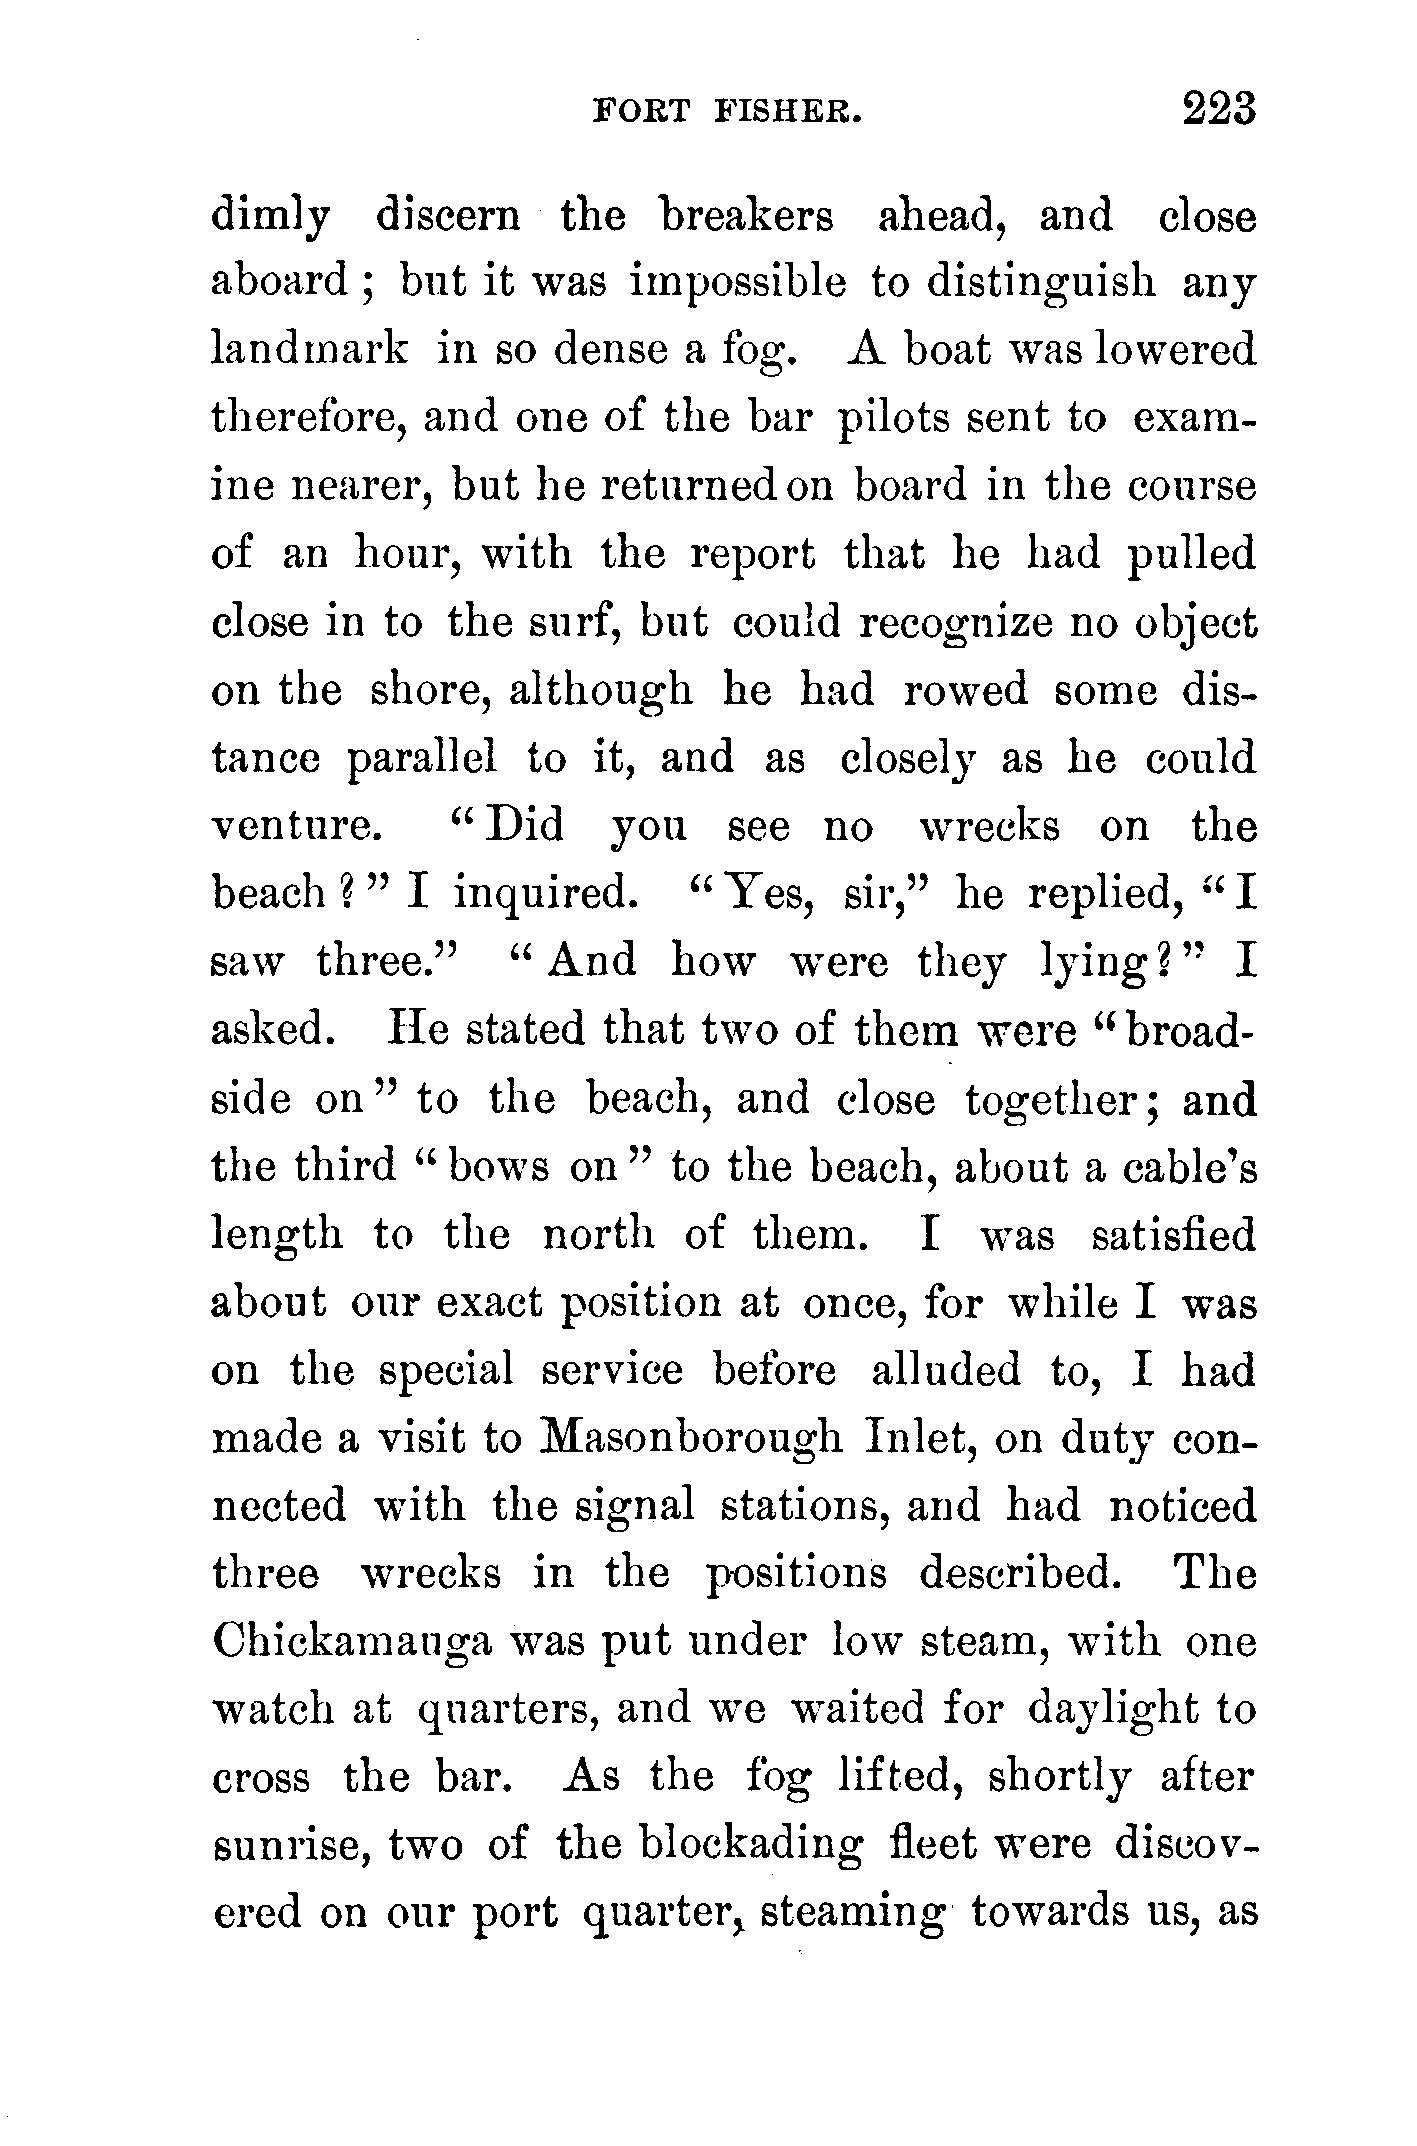 FORT FISHER. 223
dimly discern the breakers ahead, and close
aboard ; but it was impossible to distinguish any
landmark in so dense a fog. A boat was lowered
therefore, and one of the bar pilots sent to exam-
ine nearer, but he returned on board in the course
of an hour, with the report that he had pulled
close in to the surf, but could recognize no object
on the shore, although he had rowed some dis-
tance parallel to it, and as closely as he could
venture. “ Did you see no wrecks on the
beach ? ” I inquired. “ Yes, sir,” he replied, “ I
saw three.” “ And how were they lying ? ” I
asked. He stated that two of them were “ broad-
side on ” to the beach, and close together ; and
the third “ bows on ” to the beach, about a cable’s
length to the north of them. I was satisfied
about our exact position at once, for while I was
on the special service before alluded to, I had
made a visit to Masonborough Inlet, on duty con-
nected with the signal stations, and had noticed
three wrecks in the positions described. The
Chickamauga was put under low steam, with one
watch at quarters, and we waited for daylight to
cross the bar. As the fog lifted, shortly after
sunrise, two of the blockading fleet were discov-
ered on our port quarter, steaming towards us, as